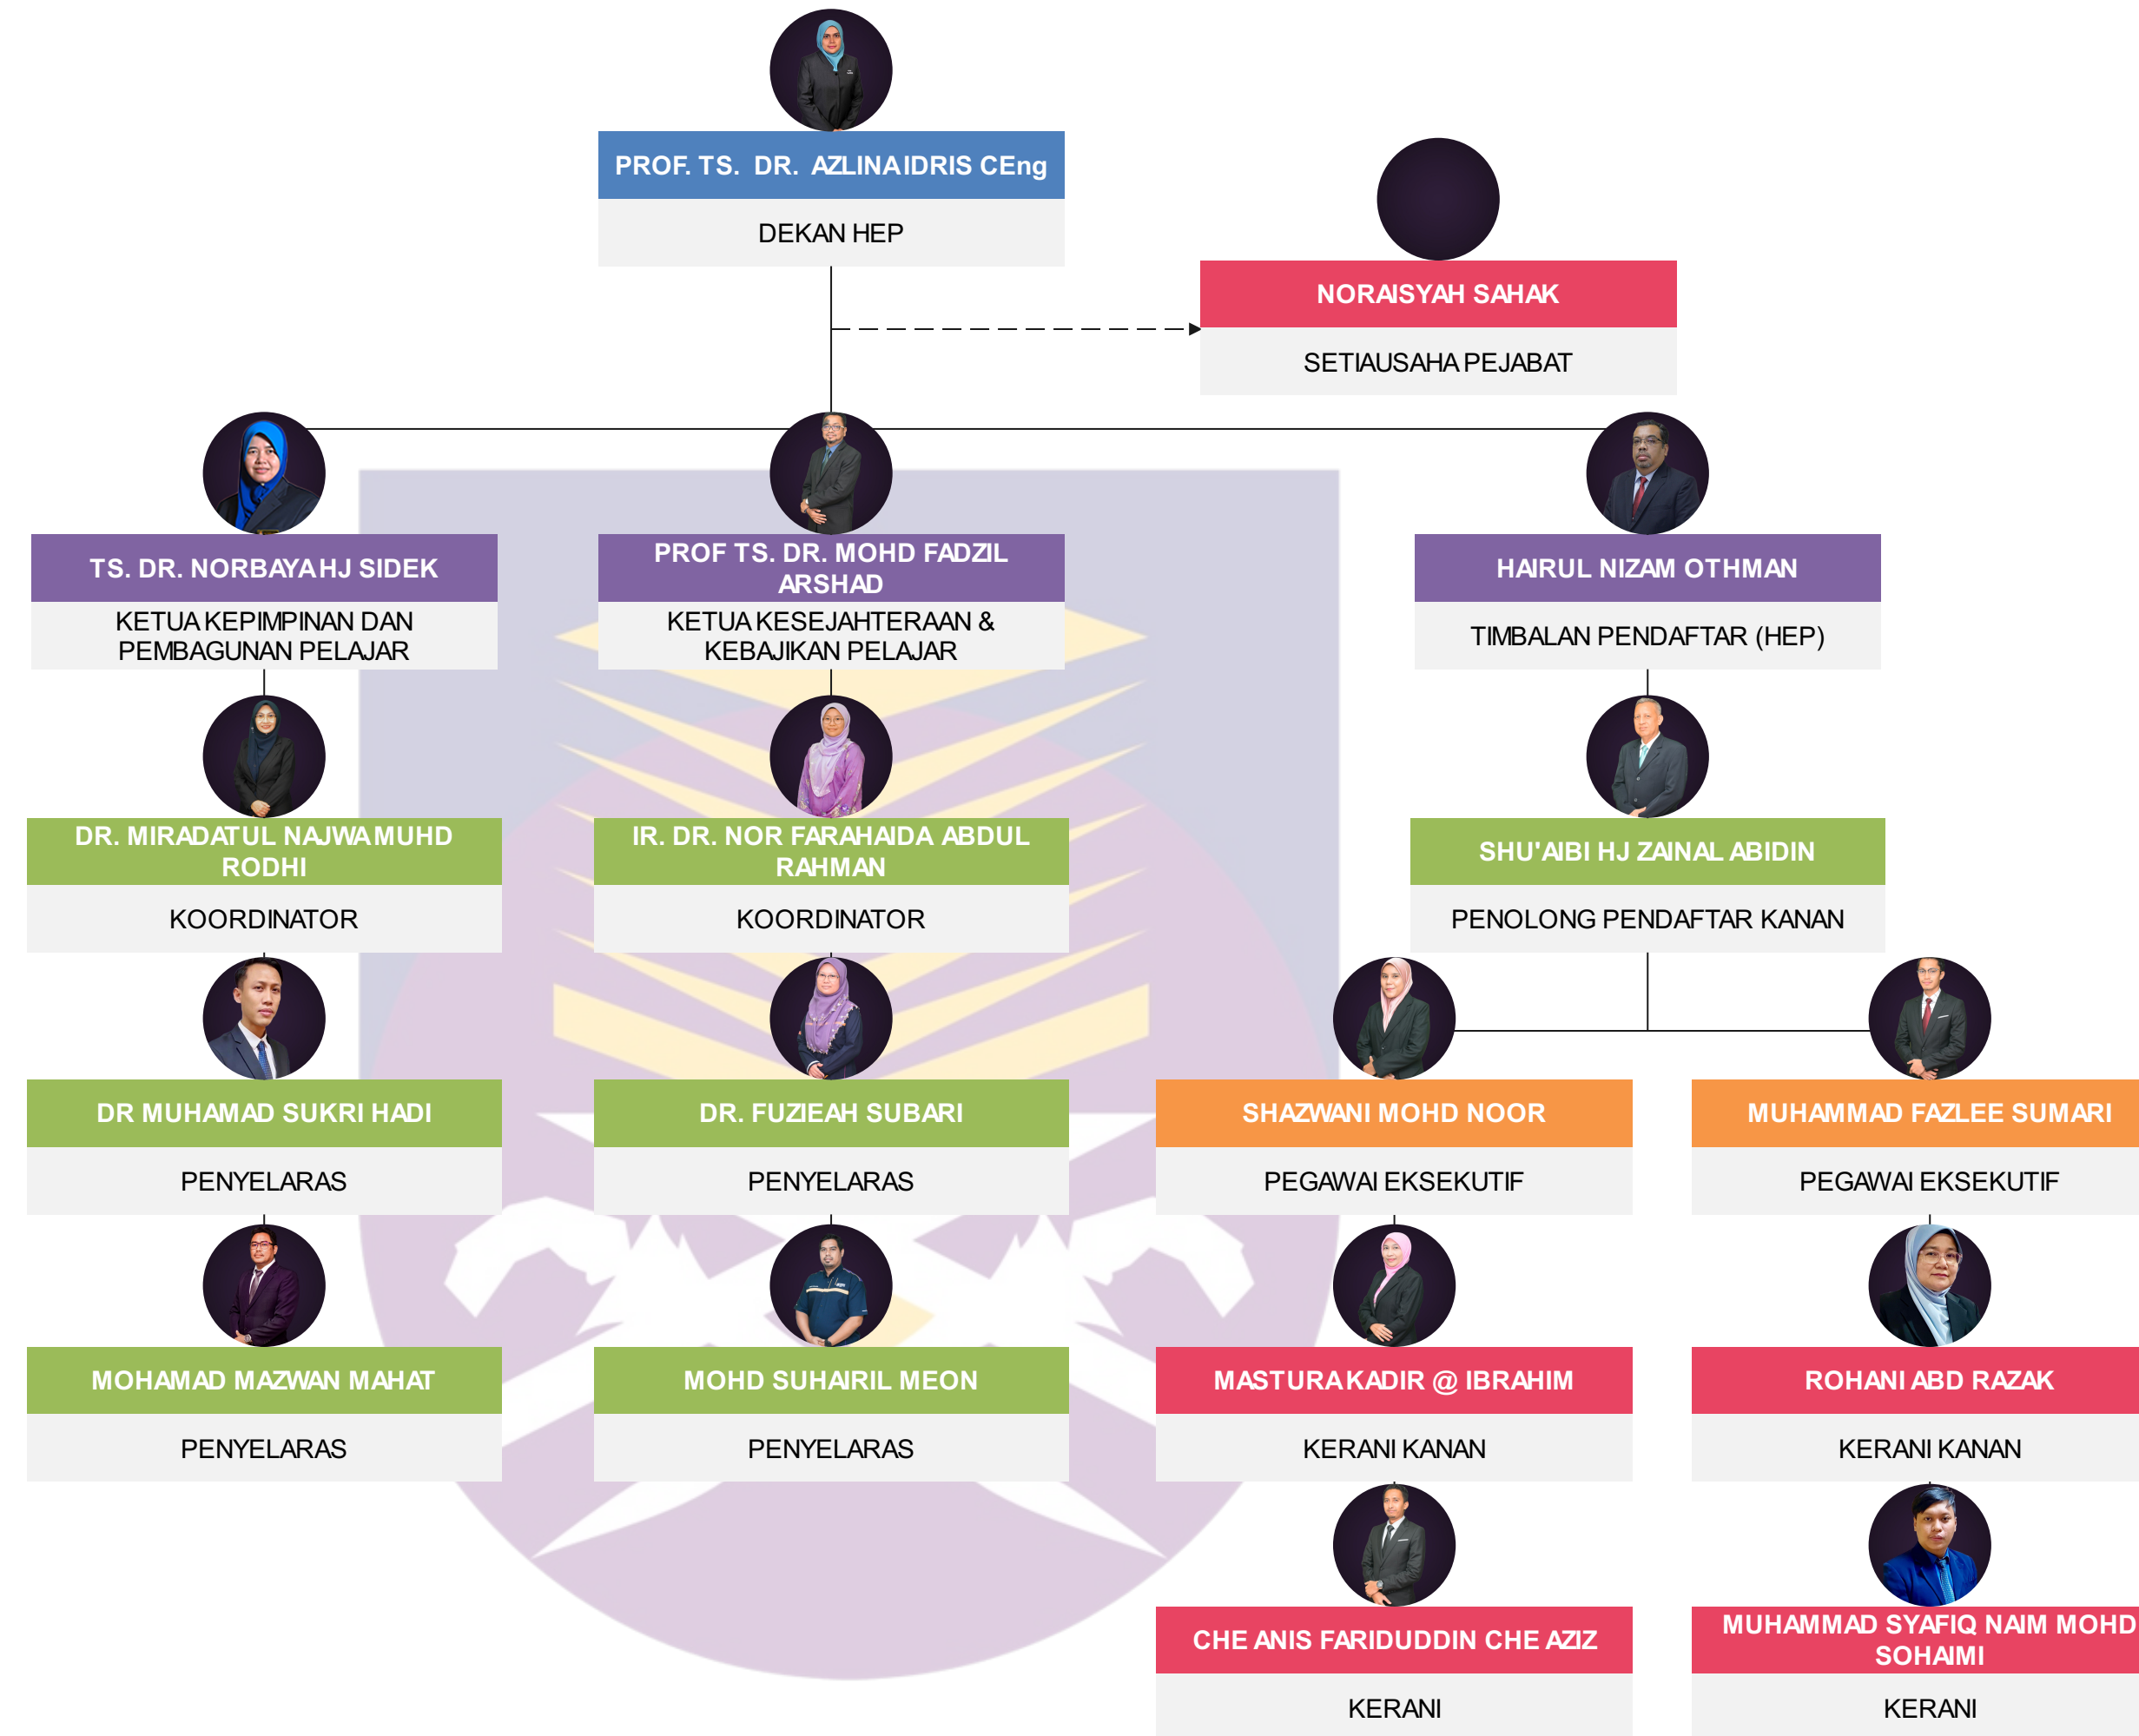 PROF. TS. DR. AZLINA IDRIS CEng
DEKAN HEP
NORAISYAH SAHAK
SETIAUSAHA PEJABAT
TS. DR. NORBAYA HJ SIDEK
KETUA KEPIMPINAN DAN
PEMBAGUNAN PELAJAR
PROF TS. DR. MOHD FADZIL
ARSHAD
KETUA KESEJAHTERAAN &
KEBAJIKAN PELAJAR
HAIRUL NIZAM OTHMAN
TIMBALAN PENDAFTAR (HEP)
DR. MIRADATUL NAJWA MUHD
RODHI
KOORDINATOR
IR. DR. NOR FARAHAIDA ABDUL
RAHMAN
KOORDINATOR
SHU'AIBI HJ ZAINAL ABIDIN
PENOLONG PENDAFTAR KANAN
DR MUHAMAD SUKRI HADI
PENYELARAS
DR. FUZIEAH SUBARI
PENYELARAS
SHAZWANI MOHD NOOR
PEGAWAI EKSEKUTIF
MUHAMMAD FAZLEE SUMARI
PEGAWAI EKSEKUTIF
MOHAMAD MAZWAN MAHAT
PENYELARAS
MOHD SUHAIRIL MEON
PENYELARAS
MASTURA KADIR @ IBRAHIM
KERANI KANAN
ROHANI ABD RAZAK
KERANI KANAN
CHE ANIS FARIDUDDIN CHE AZIZ
KERANI
MUHAMMAD SYAFIQ NAIM MOHD
SOHAIMI
KERANI